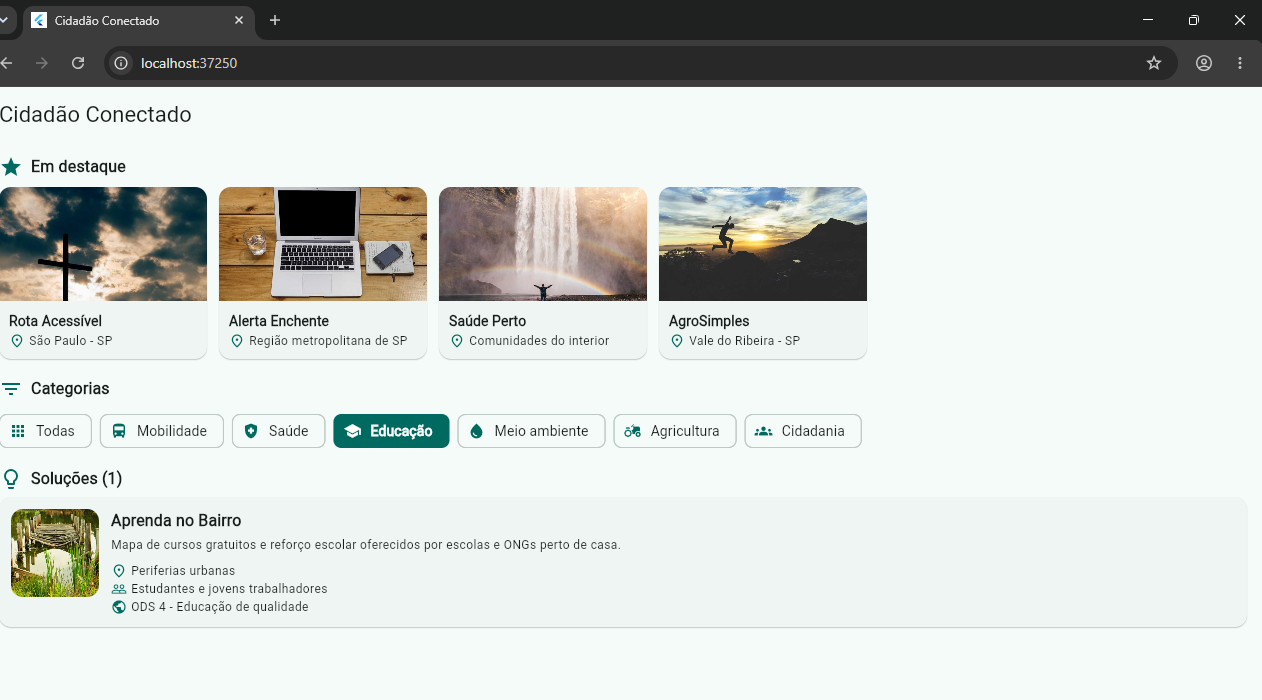 Cidadão Conectado
localhost:37250
Cidadão Conectado
Em destaque
Rota Acessível
São Paulo - SP
Alerta Enchente
Região metropolitana de SP
Saúde Perto
Comunidades do interior
AgroSimples
Vale do Ribeira - SP
Categorias
Todas
Mobilidade
Saúde
Educação
Meio ambiente
Agricultura
Cidadania
Soluções (1)
Aprenda no Bairro
Mapa de cursos gratuitos e reforço escolar oferecidos por escolas e ONGs perto de casa.
Periferias urbanas
Estudantes e jovens trabalhadores
ODS 4 - Educação de qualidade